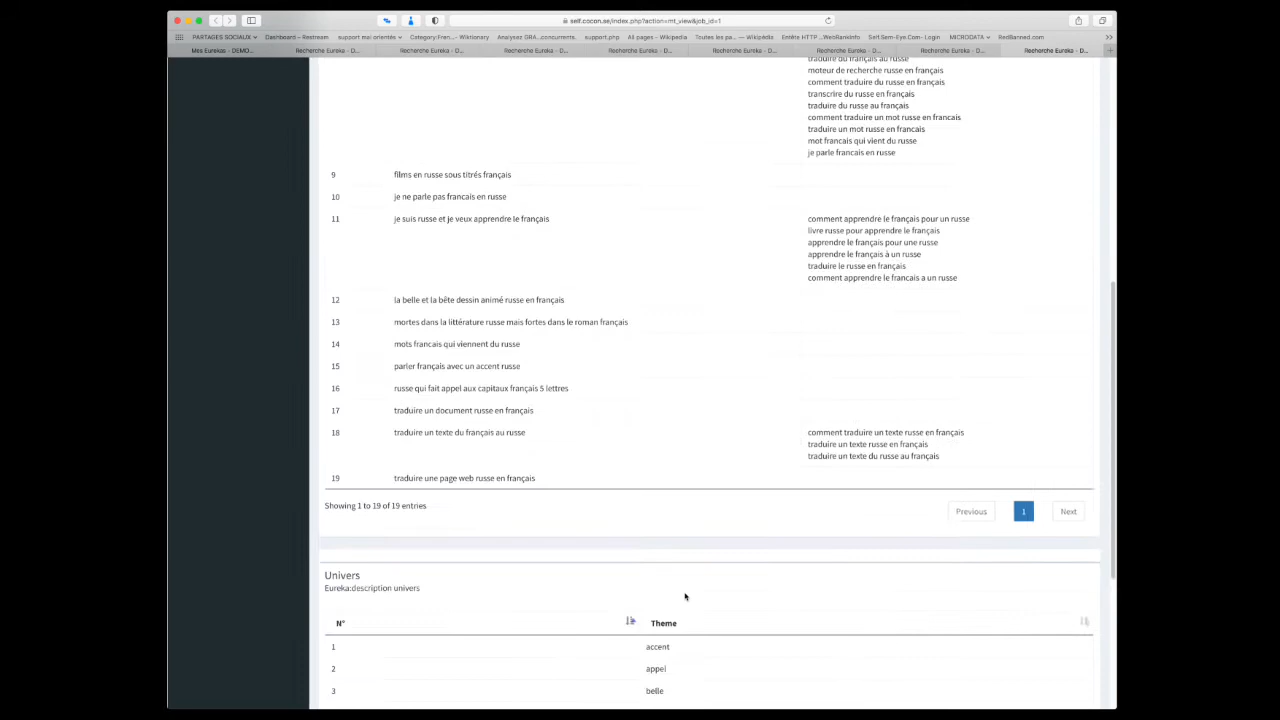 self.cocon.se/index.php?action=mt_view&job_id=1
PARTAGES SOCIAUX Dashboard – Restream support mal orientés Category:Fren...- Wiktionary Analyses GRA...concurrents. support.php All pages – Wikipédia Toutes les pa... — Wikipédia Entête HTTP ...WebRankInfo Self.Sem-Eye.Com- Login MICRODATA RedBanned.com
Mes Eurekas - DEMO... Recherche Eureka - D... Recherche Eureka - D... Recherche Eureka - D... Recherche Eureka - D... Recherche Eureka - D... Recherche Eureka - D... Recherche Eureka - D... Recherche Eureka - D...
traduire du français au russe
moteur de recherche russe en français
comment traduire du russe en français
transcrire du russe en français
traduire du russe au français
comment traduire un mot russe en francais
traduire un mot russe en francais
mot francais qui vient du russe
je parle francais en russe
9 films en russe sous titrés français
10 je ne parle pas francais en russe
11 je suis russe et je veux apprendre le français comment apprendre le français pour un russe
livre russe pour apprendre le français
apprendre le français pour une russe
apprendre le français à un russe
traduire le russe en français
comment apprendre le francais a un russe
12 la belle et la bête dessin animé russe en français
13 mortes dans la littérature russe mais fortes dans le roman français
14 mots francais qui viennent du russe
15 parler français avec un accent russe
16 russe qui fait appel aux capitaux français 5 lettres
17 traduire un document russe en français
18 traduire un texte du français au russe comment traduire un texte russe en français
traduire un texte russe en français
traduire un texte du russe au français
19 traduire une page web russe en français
Showing 1 to 19 of 19 entries Previous 1 Next
Univers
Eureka:description univers
N° Theme
1 accent
2 appel
3 belle